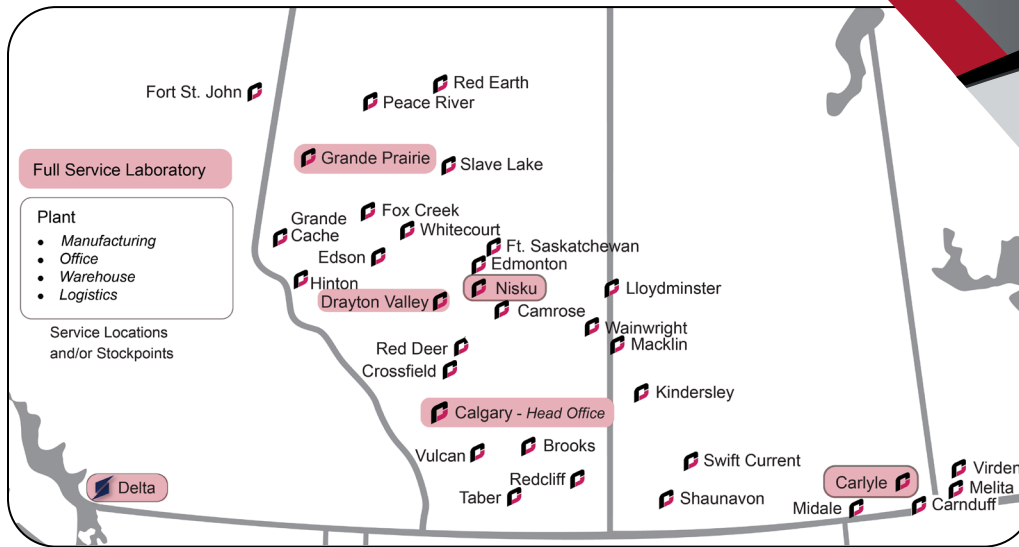 Fort St. John
Red Earth
Peace River
Full Service Laboratory
Grande Prairie
Slave Lake
Plant
• Manufacturing
• Office
• Warehouse
• Logistics
Service Locations
and/or Stockpoints
Fox Creek
Grande
Cache
Whitecourt
Edson
Ft. Saskatchewan
Edmonton
Hinton
Nisku
Lloydminster
Drayton Valley
Camrose
Wainwright
Red Deer
Macklin
Crossfield
Kindersley
Calgary - Head Office
Vulcan
Brooks
Swift Current
Virden
Redcliff
Carlyle
Delta
Melita
Taber
Shaunavon
Midale
Carnduff